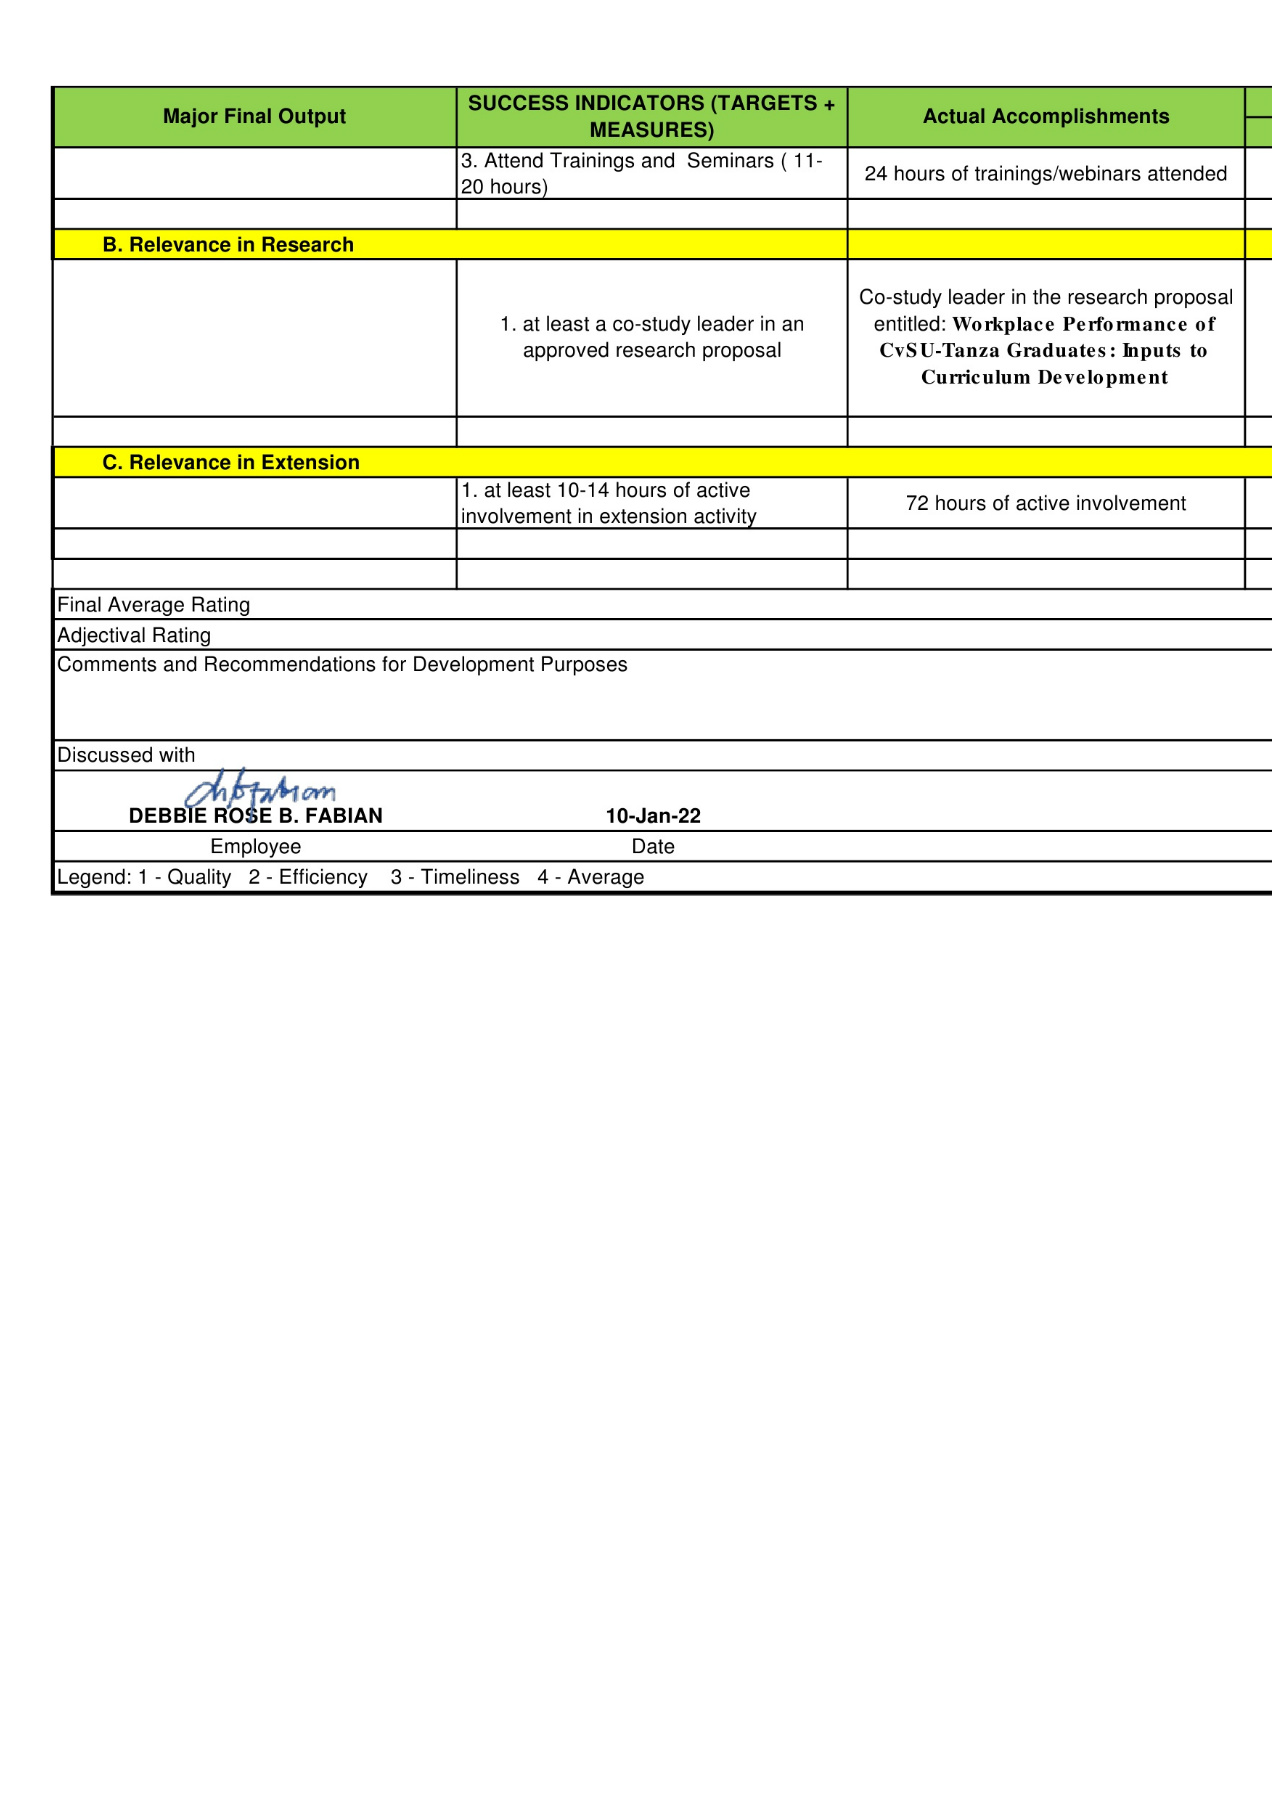 Major Final Output
SUCCESS INDICATORS (TARGETS +
MEASURES)
Actual Accomplishments
3. Attend Trainings and  Seminars ( 11-
20 hours)
24 hours of trainings/webinars attended
B. Relevance in Research
1. at least a co-study leader in an
approved research proposal
Co-study leader in the research proposal
entitled: Workplace Performance of
CvSU-Tanza Graduates: Inputs to
Curriculum Development
C. Relevance in Extension
1. at least 10-14 hours of active
involvement in extension activity
72 hours of active involvement
Final Average Rating
Adjectival Rating
Comments and Recommendations for Development Purposes
Discussed with
DEBBIE ROSE B. FABIAN
10-Jan-22
Employee
Date
Legend: 1 - Quality   2 - Efficiency    3 - Timeliness   4 - Average